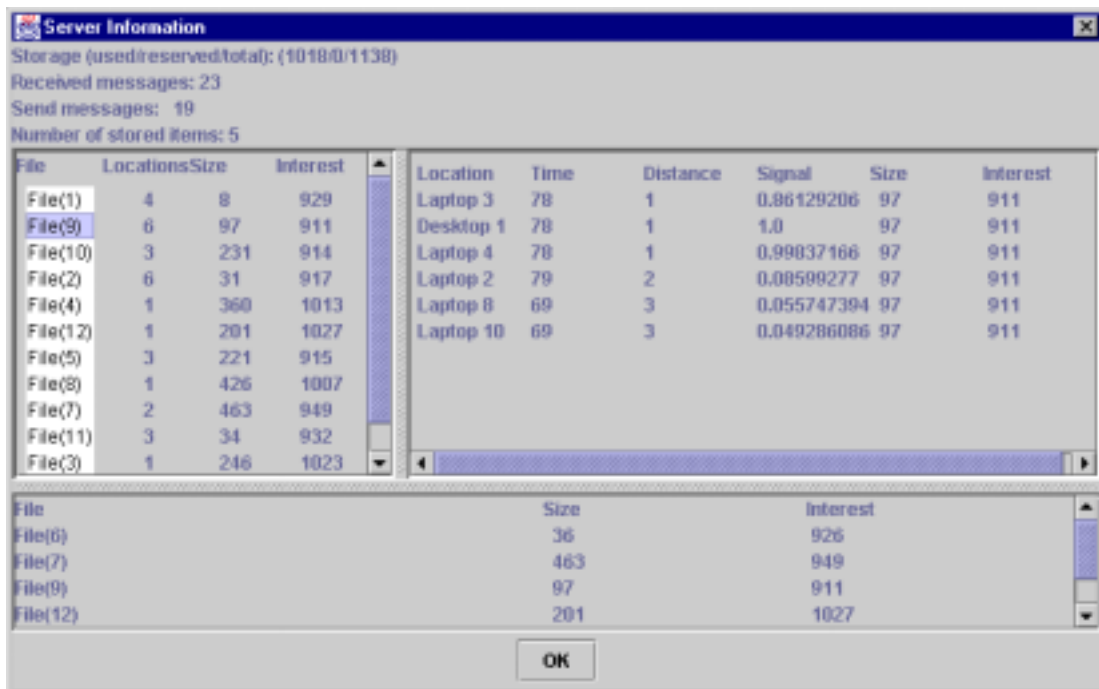 Server Information
Storage (used/reserved/total): (1018/0/1138)
Received messages: 23
Send messages: 19
Number of stored items: 5
File LocationsSize Interest
File(1) 4 8 929
File(9) 6 97 911
File(10) 3 231 914
File(2) 6 31 917
File(4) 1 360 1013
File(12) 1 201 1027
File(5) 3 221 915
File(8) 1 426 1007
File(7) 2 463 949
File(11) 3 34 932
File(3) 1 246 1023
Location Time Distance Signal Size Interest
Laptop 3 78 1 0.86129206 97 911
Desktop 1 78 1 1.0 97 911
Laptop 4 78 1 0.99837166 97 911
Laptop 2 79 2 0.08599277 97 911
Laptop 8 69 3 0.055747394 97 911
Laptop 10 69 3 0.049286086 97 911
File Size Interest
File(6) 36 926
File(7) 463 949
File(9) 97 911
File(12) 201 1027
OK